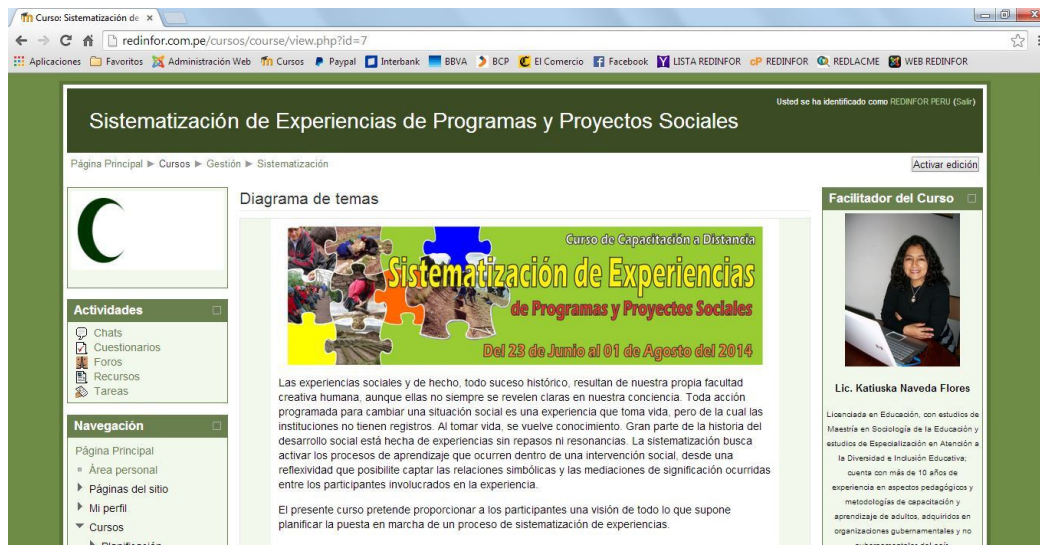 Curso: Sistematización de
redinfor.com.pe/cursos/course/view.php?id=7
Aplicaciones Favoritos Administración Web Cursos Paypal Interbank BBVA BCP El Comercio Facebook LISTA REDINFOR cP REDINFOR REDLACME WEB REDINFOR
Usted se ha identificado como REDINFOR PERU (Salir)
Sistematización de Experiencias de Programas y Proyectos Sociales
Página Principal ► Cursos ► Gestión ► Sistematización
Activar edición
Actividades
Chats
Cuestionarios
Foros
Recursos
Tareas
Navegación
Página Principal
Área personal
Páginas del sitio
Mi perfil
Cursos
Planificación
Diagrama de temas
Curso de Capacitación a Distancia
Sistematización de Experiencias
de Programas y Proyectos Sociales
Del 23 de Junio al 01 de Agosto del 2014
Las experiencias sociales y de hecho, todo suceso histórico, resultan de nuestra propia facultad
creativa humana, aunque ellas no siempre se revelen claras en nuestra conciencia. Toda acción
programada para cambiar una situación social es una experiencia que toma vida, pero de la cual las
instituciones no tienen registros. Al tomar vida, se vuelve conocimiento. Gran parte de la historia del
desarrollo social está hecha de experiencias sin repasos ni resonancias. La sistematización busca
activar los procesos de aprendizaje que ocurren dentro de una intervención social, desde una
reflexividad que posibilite captar las relaciones simbólicas y las mediaciones de significación ocurridas
entre los participantes involucrados en la experiencia.
El presente curso pretende proporcionar a los participantes una visión de todo lo que supone
planificar la puesta en marcha de un proceso de sistematización de experiencias.
Facilitador del Curso
Lic. Katiuska Naveda Flores
Licenciada en Educación, con estudios de
Maestría en Sociología de la Educación y
estudios de Especialización en Atención a
la Diversidad e Inclusión Educativa;
cuenta con más de 10 años de
experiencia en aspectos pedagógicos y
metodologías de capacitación y
aprendizaje de adultos, adquiridos en
organizaciones gubernamentales y no
gubernamentales del país